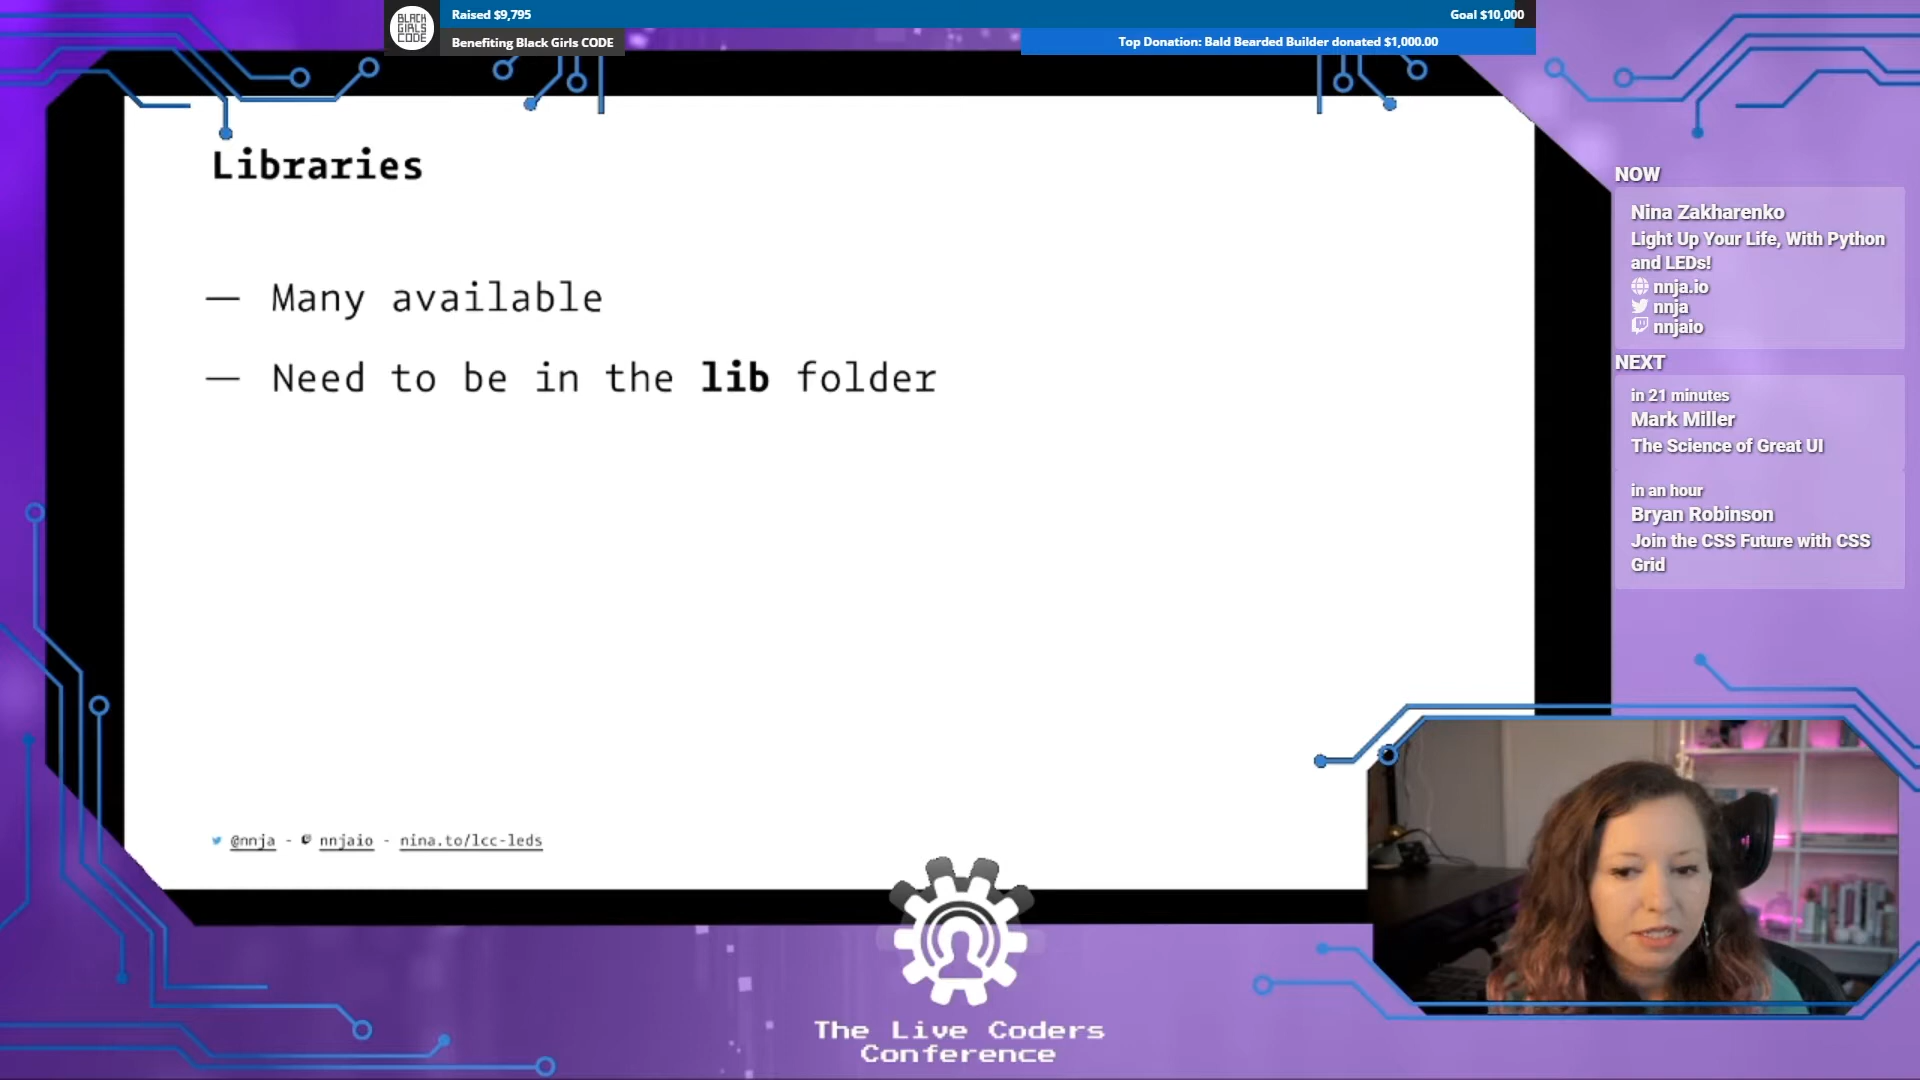 BLACK
GIRLS
CODE
Raised $9,795
Goal $10,000
Benefiting Black Girls CODE
Top Donation: Bald Bearded Builder donated $1,000.00
Libraries
— Many available
— Need to be in the lib folder
@nnja - nnjaio - nina.to/lcc-leds
NOW
Nina Zakharenko
Light Up Your Life, With Python
and LEDs!
nnja.io
nnja
nnjaio
NEXT
in 21 minutes
Mark Miller
The Science of Great UI
in an hour
Bryan Robinson
Join the CSS Future with CSS
Grid
The Live Coders
Conference